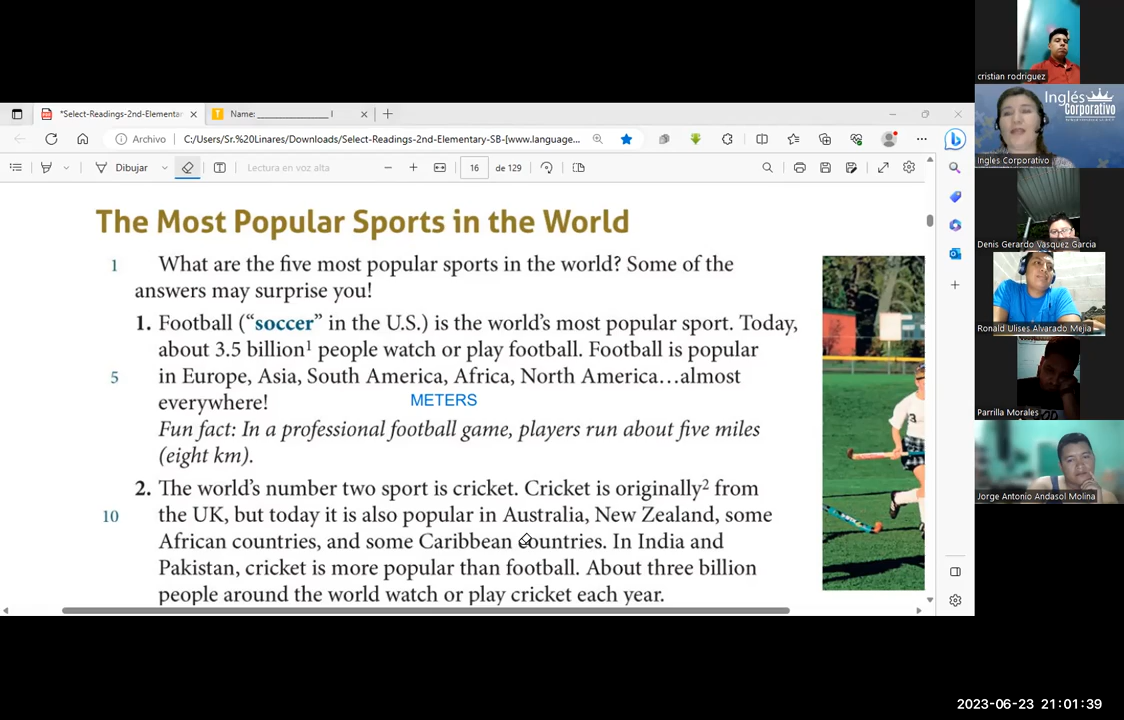 *Select-Readings-2nd-Elementa
Name: ______________ I
Archivo
C:/Users/Sr.%20Linares/Downloads/Select-Readings-2nd-Elementary-SB-[www.language...
Dibujar
Lectura en voz alta
16
de 129
The Most Popular Sports in the World
1 What are the five most popular sports in the world? Some of the
answers may surprise you!
1. Football (“soccer” in the U.S.) is the world’s most popular sport. Today,
about 3.5 billion1 people watch or play football. Football is popular
5 in Europe, Asia, South America, Africa, North America…almost
everywhere!
METERS
Fun fact: In a professional football game, players run about five miles
(eight km).
2. The world’s number two sport is cricket. Cricket is originally2 from
10 the UK, but today it is also popular in Australia, New Zealand, some
African countries, and some Caribbean countries. In India and
Pakistan, cricket is more popular than football. About three billion
people around the world watch or play cricket each year.
3
cristian rodriguez
Inglés
Corporativo
Ingles Corporativo
Denis Gerardo Vasquez Garcia
Ronald Ulises Alvarado Mejia
Parrilla Morales
Jorge Antonio Andasol Molina
2023-06-23 21:01:39